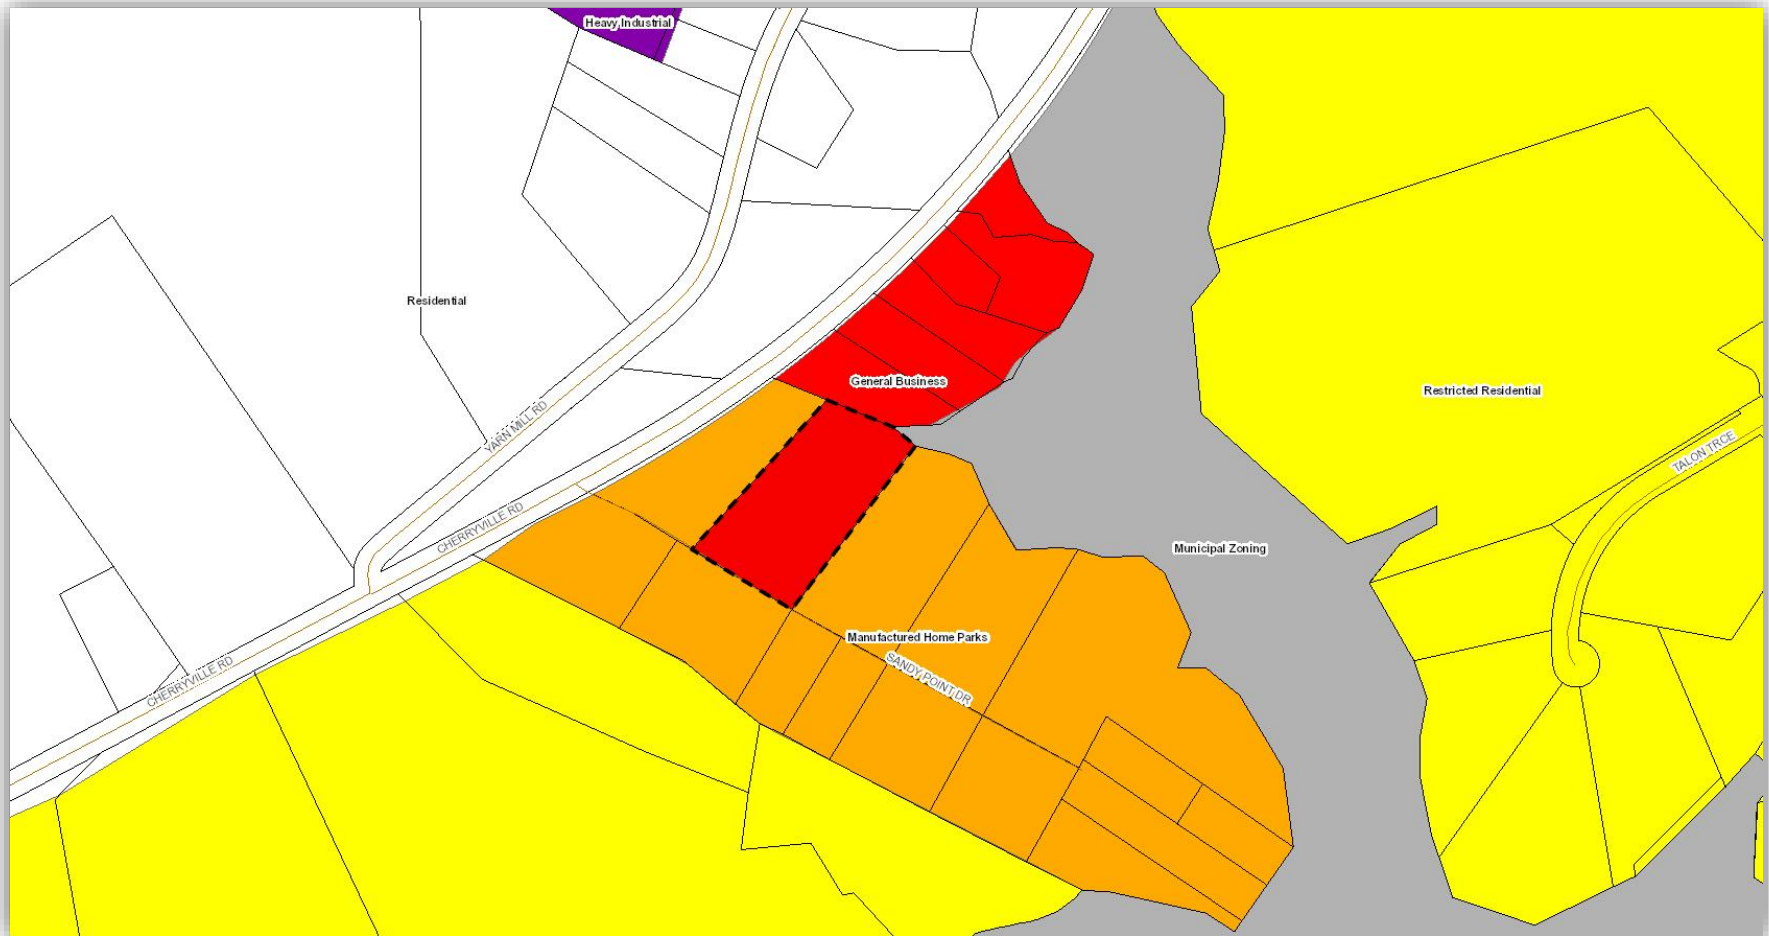 Heavy Industrial
Residential
General Business
Restricted Residential
YARN MILL RD
TALON TRCE
CHERRYVILLE RD
Municipal Zoning
Manufactured Home Parks
SANDY POINT DR
CHERRYVILLE RD